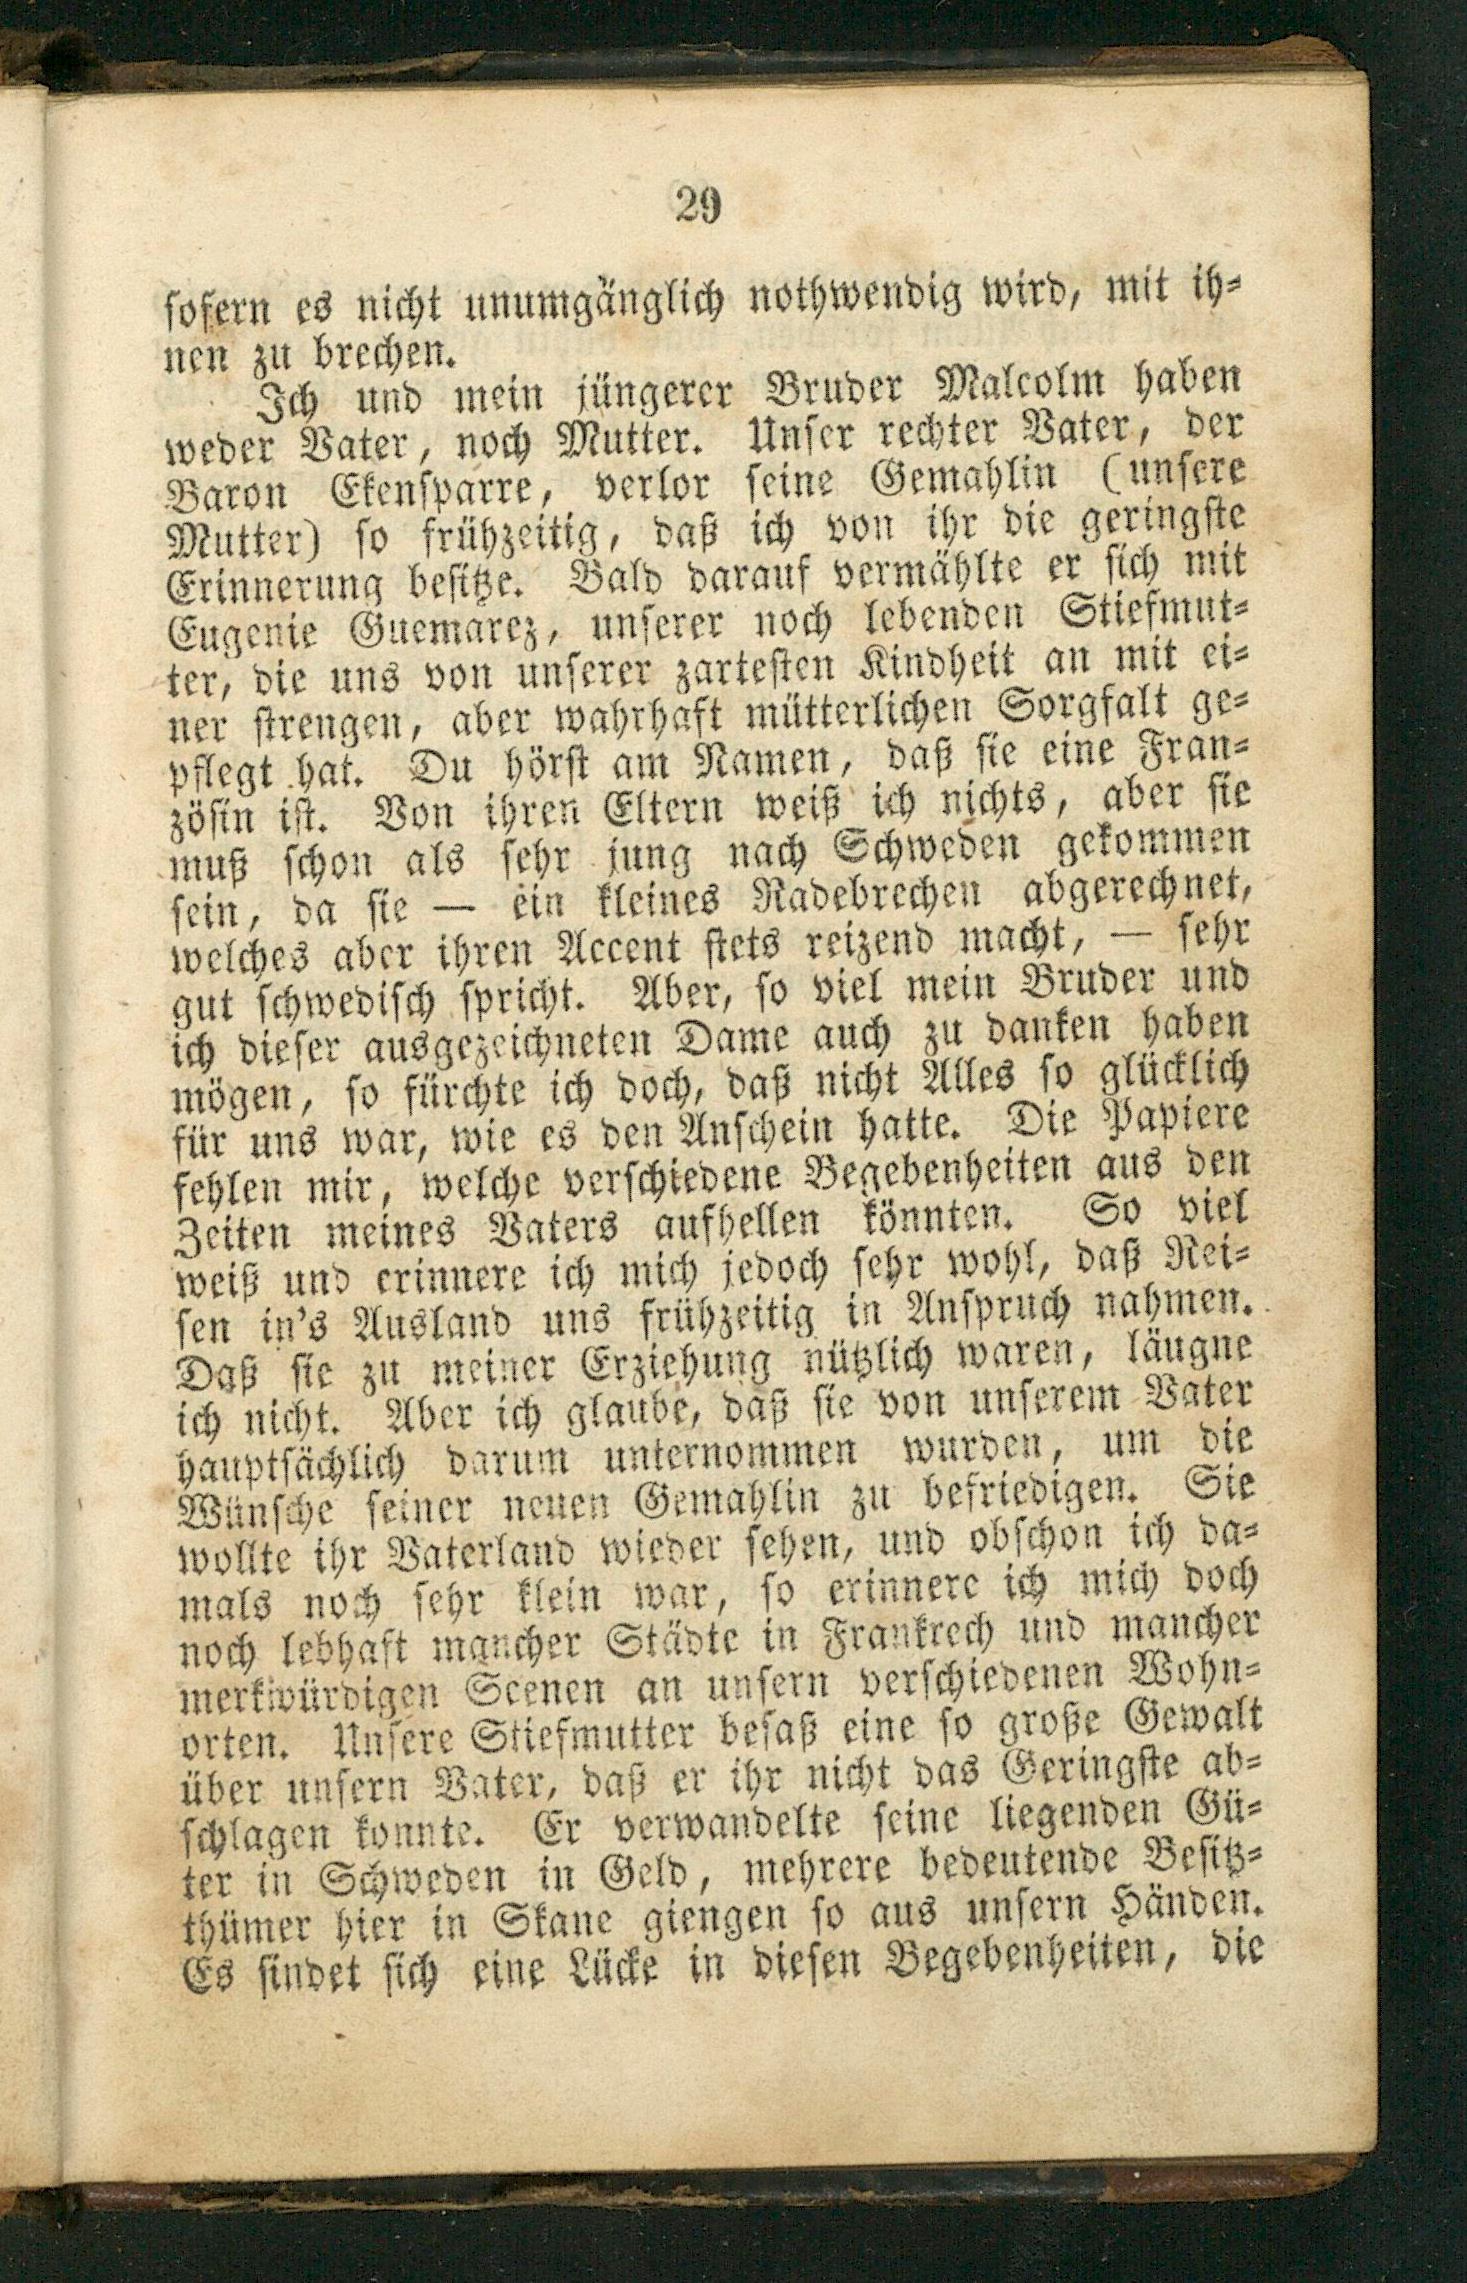 29
sofern es nicht unumgänglich nothwendig wird, mit ih=
nen zu brechen.
Ich und mein jüngerer Bruder Malcolm haben
weder Vater, noch Mutter. Unser rechter Vater, der
Baron Ekensparre, verlor seine Gemahlin (unsere
Mutter) so frühzeitig, daß ich von ihr die geringste
Erinnerung besitze. Bald darauf vermählte er sich mit
Eugenie Guemarez, unserer noch lebenden Stiefmut=
ter, die uns von unserer zartesten Kindheit an mit ei=
ner strengen, aber wahrhaft mütterlichen Sorgfalt ge=
pflegt hat. Du hörst am Namen, daß sie eine Fran=
zösin ist. Von ihren Eltern weiß ich nichts, aber sie
muß schon als sehr jung nach Schweden gekommen
sein, da sie — ein kleines Radebrechen abgerechnet,
welches aber ihren Accent stets reizend macht, — sehr
gut schwedisch spricht. Aber, so viel mein Bruder und
ich dieser ausgezeichneten Dame auch zu danken haben
mögen, so fürchte ich doch, daß nicht Alles so glücklich
für uns war, wie es den Anschein hatte. Die Papiere
fehlen mir, welche verschiedene Begebenheiten aus den
Zeiten meines Vaters aufhellen könnten. So viel
weiß und erinnere ich mich jedoch sehr wohl, daß Rei=
sen in's Ausland uns frühzeitig in Anspruch nahmen.
Daß sie zu meiner Erziehung nützlich waren, läugne
ich nicht. Aber ich glaube, daß sie von unserem Vater
hauptsächlich darum unternommen wurden, um die
Wünsche seiner neuen Gemahlin zu befriedigen. Sie
wollte ihr Vaterland wieder sehen, und obschon ich da=
mals noch sehr klein war, so erinnere ich mich doch
noch lebhaft mancher Städte in Frankrech und mancher
merkwürdigen Scenen an unsern verschiedenen Wohn=
orten. Unsere Stiefmutter besaß eine so große Gewalt
über unsern Vater, daß er ihr nicht das Geringste ab=
schlagen konnte. Er verwandelte seine liegenden Gü=
ter in Schweden in Geld, mehrere bedeutende Besitz=
thümer hier in Skane giengen so aus unsern Händen.
Es findet sich eine Lücke in diesen Begebenheiten, die